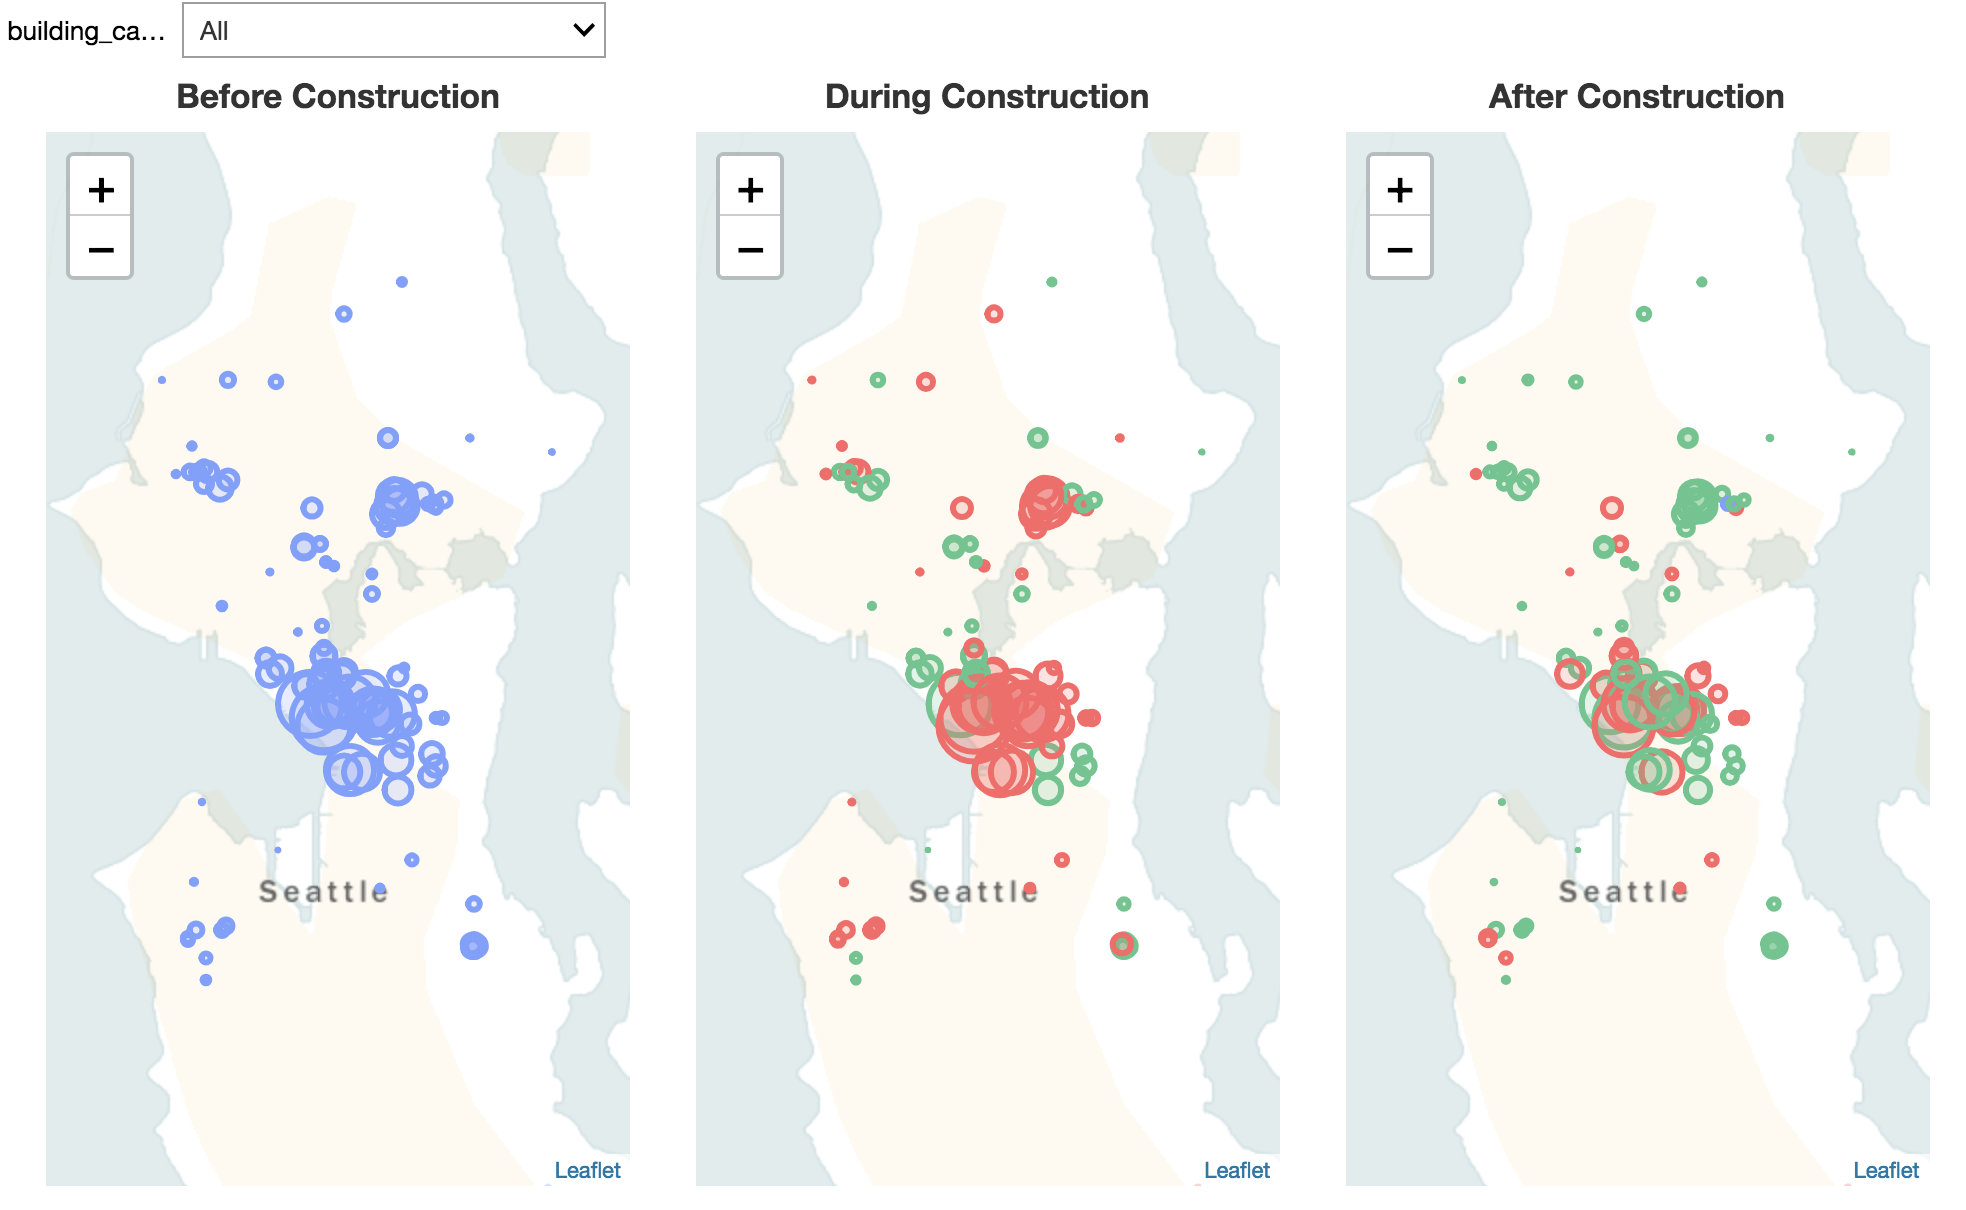 building_ca... All
Before Construction
During Construction
After Construction
+
−
+
−
+
−
Seattle
Seattle
Seattle
Leaflet
Leaflet
Leaflet